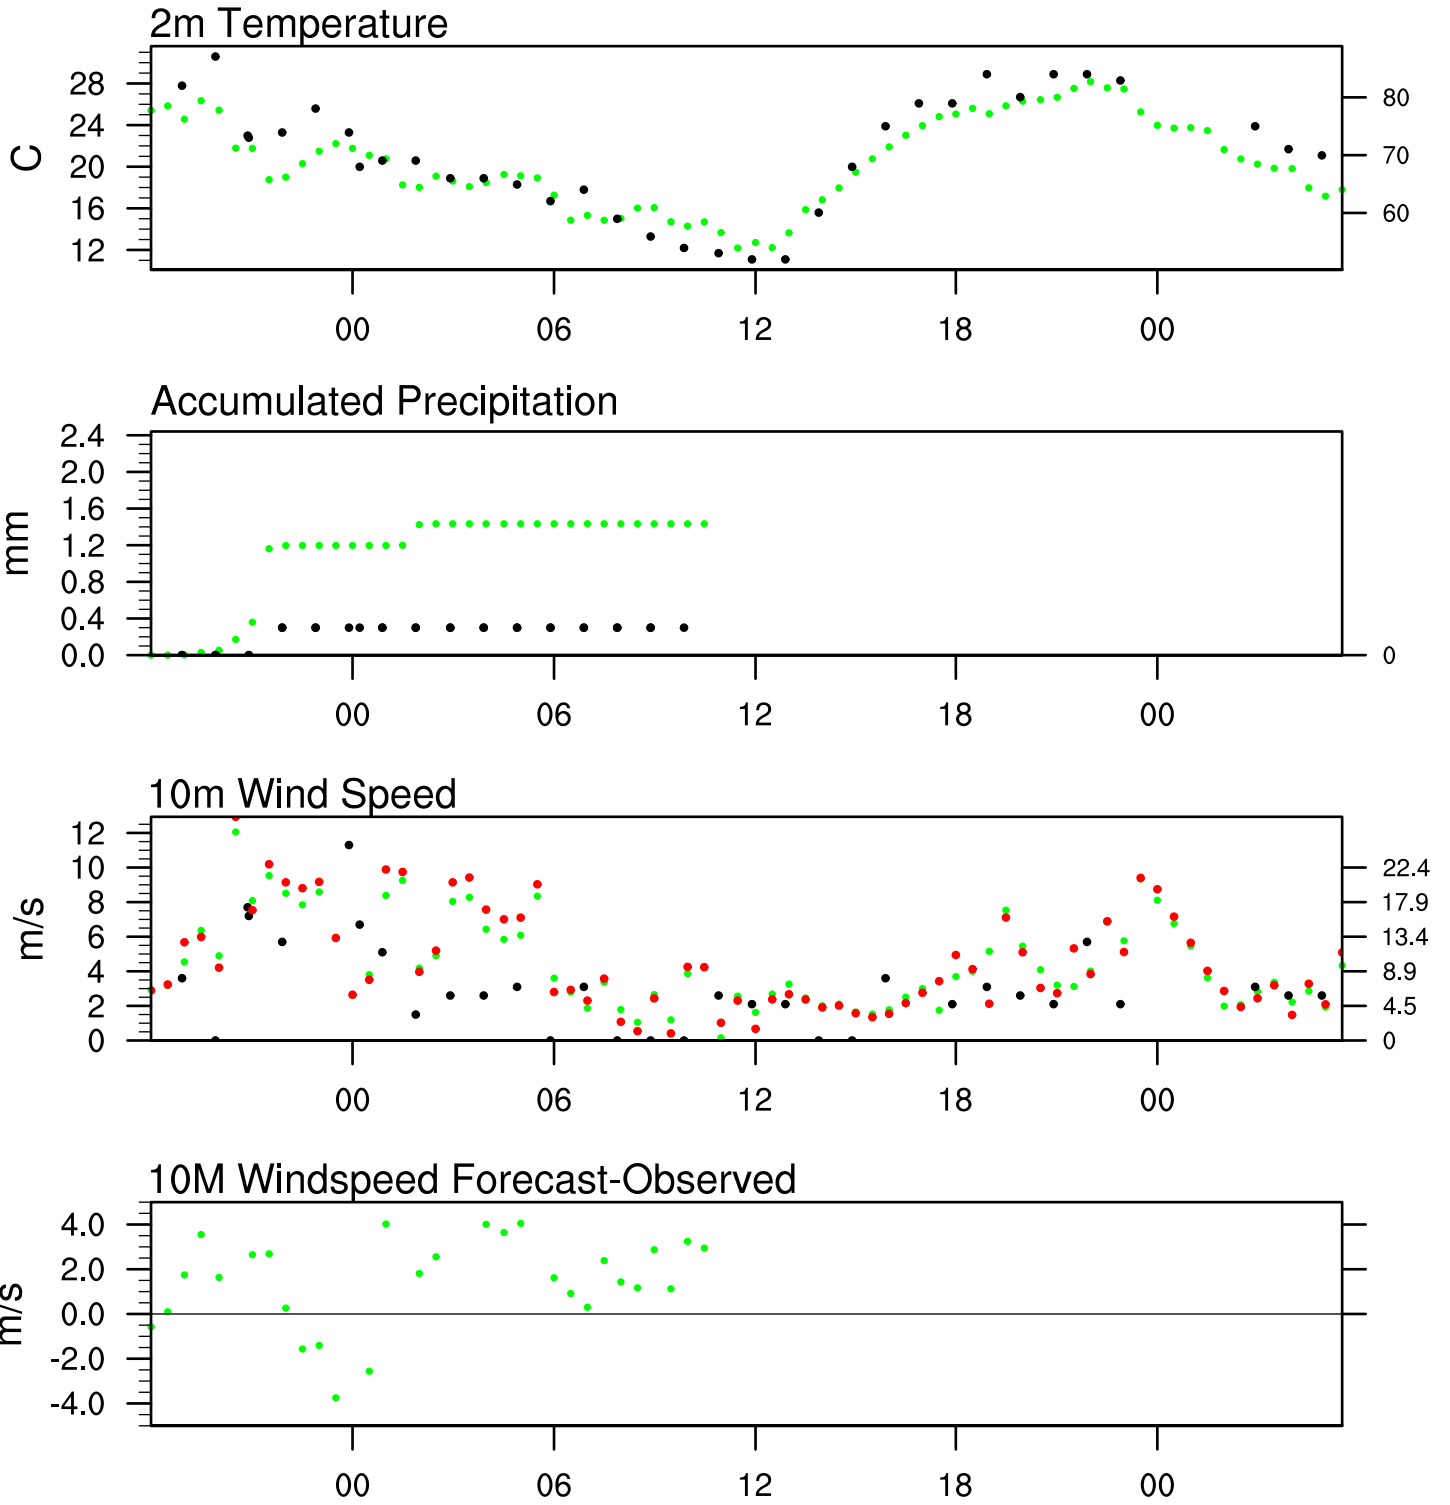 2m Temperature
28
24
20
16
12
C
80
70
60
00 06 12 18 00
Accumulated Precipitation
2.4
2.0
1.6
1.2
0.8
0.4
0.0
mm
0
00 06 12 18 00
10m Wind Speed
12
10
8
6
4
2
0
m/s
22.4
17.9
13.4
8.9
4.5
0
00 06 12 18 00
10M Windspeed Forecast-Observed
4.0
2.0
0.0
-2.0
-4.0
m/s
00 06 12 18 00